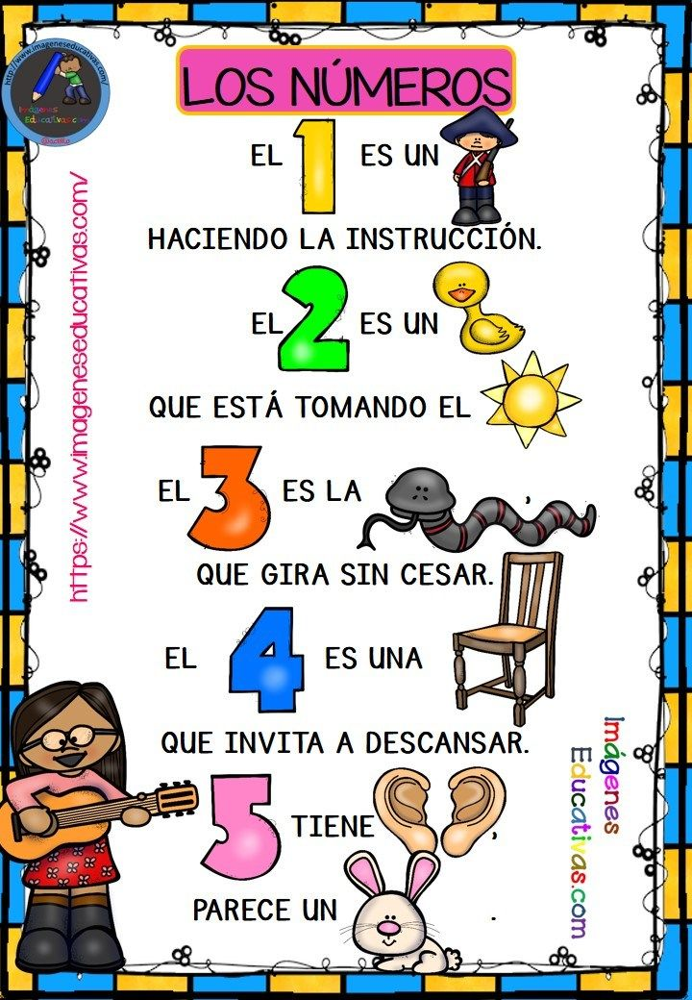 http://www.imageneseducativas.com/
Imágenes
Educativas.com
LOS NÚMEROS
EL 1 ES UN
HACIENDO LA INSTRUCCIÓN.
EL 2 ES UN
QUE ESTÁ TOMANDO EL
EL 3 ES LA ,
QUE GIRA SIN CESAR.
EL 4 ES UNA
QUE INVITA A DESCANSAR.
5 TIENE ,
PARECE UN .
https://www.imageneseducativas.com/
Imágenes
Educativas.com